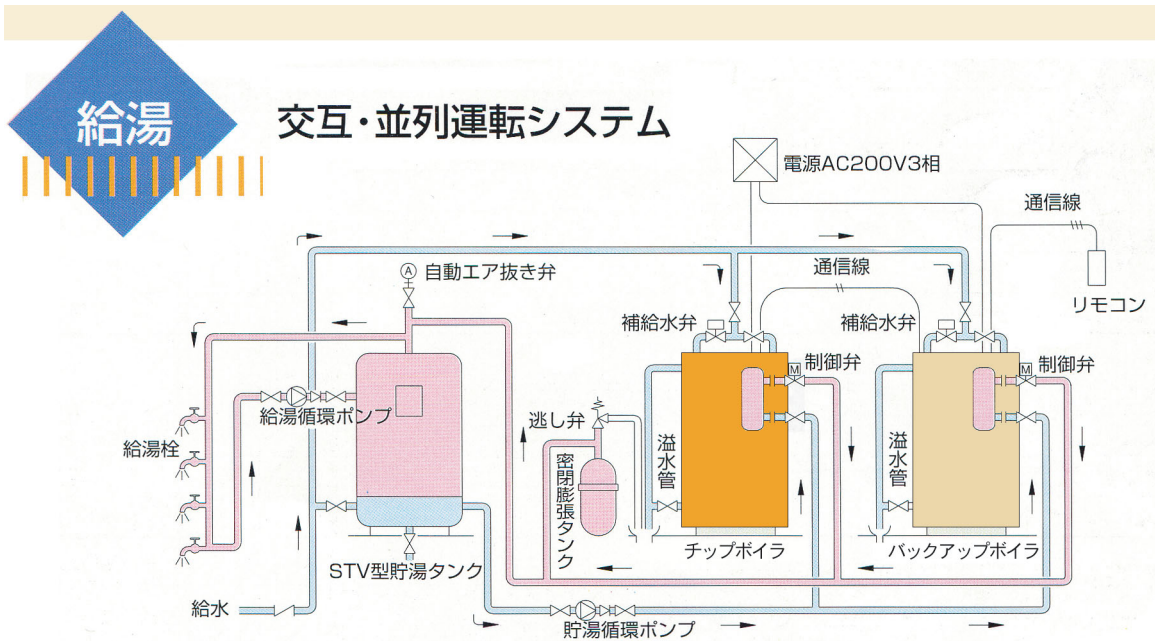 給湯
交互・並列運転システム
電源AC200V3相
通信線
リモコン
A 自動エア抜き弁
通信線
補給水弁
補給水弁
制御弁
M
制御弁
M
給湯循環ポンプ
逃し弁
給湯栓
密閉膨張タンク
溢水管
溢水管
STV型貯湯タンク
チップボイラ
バックアップボイラ
給水
貯湯循環ポンプ